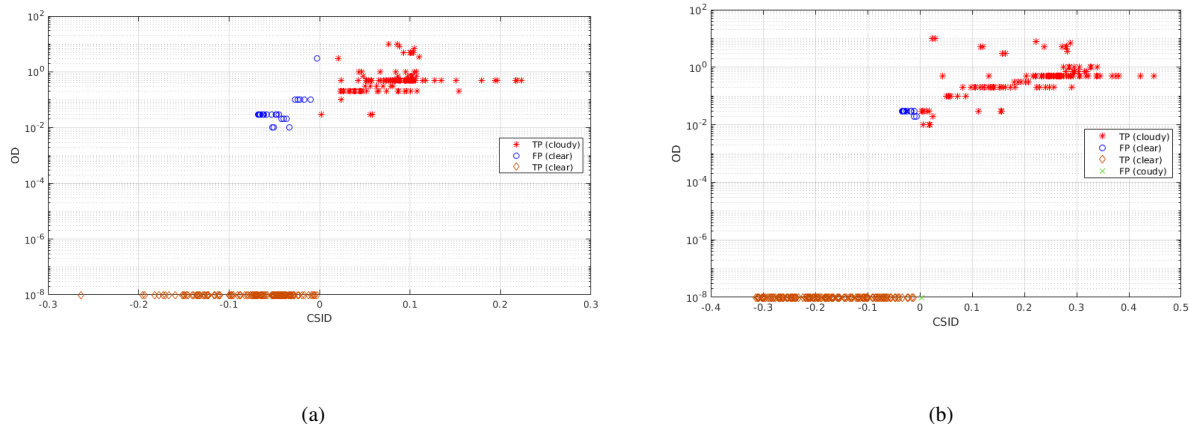 10^2
10^0
10^-2
10^-4
10^-6
10^-8
OD
-0.3 -0.2 -0.1 0 0.1 0.2 0.3
CSID
TP (cloudy)
FP (clear)
TP (clear)
(a)
10^2
10^0
10^-2
10^-4
10^-6
10^-8
OD
-0.4 -0.3 -0.2 -0.1 0 0.1 0.2 0.3 0.4 0.5
CSID
TP (cloudy)
FP (clear)
TP (clear)
FP (coudy)
(b)